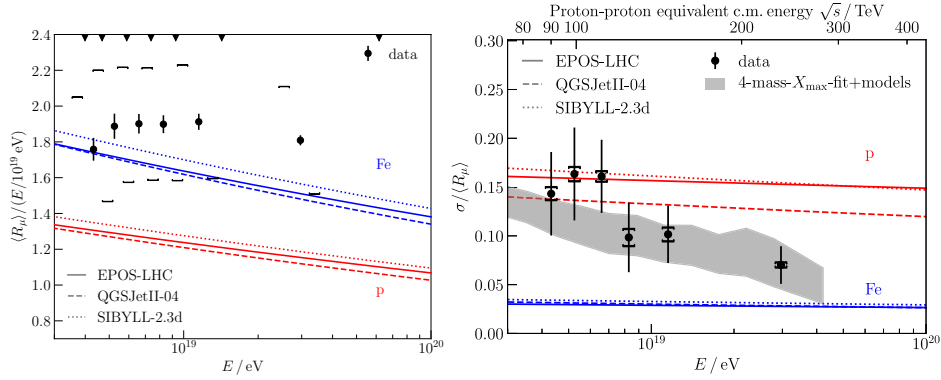 2.4
2.2
2.0
1.8
1.6
1.4
1.2
1.0
0.8
⟨R_μ⟩/(E/10^19 eV)
data
Fe
p
EPOS-LHC
QGSJetII-04
SIBYLL-2.3d
10^19
10^20
E / eV
Proton-proton equivalent c.m. energy √s / TeV
80
90
100
200
300
400
0.30
0.25
0.20
0.15
0.10
0.05
0.00
σ/⟨R_μ⟩
EPOS-LHC
QGSJetII-04
SIBYLL-2.3d
data
4-mass-X_max-fit+models
p
Fe
10^19
10^20
E / eV